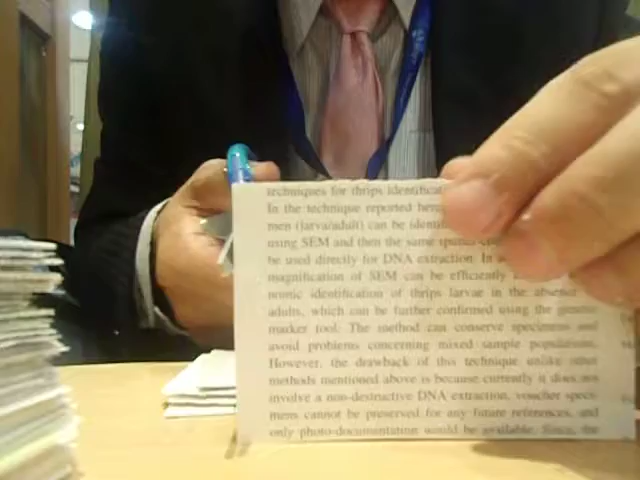 techniques for thrips identificat
In the technique reported here
men (larva/adult) can be identi
using SEM and then the same
be used directly for DNA extraction. In
magnification of SEM can be efficiently
nomic identification of thrips larvae in the absence
adults, which can be further confirmed using the
marker tool. The method can conserve specimens and
avoid problems concerning mixed sample populations.
However, the drawback of this technique unlike other
methods mentioned above is because currently it does not
involve a non-destructive DNA extraction, voucher speci-
mens cannot be preserved for any future references, and
only photo-documentation would be available. Since, the